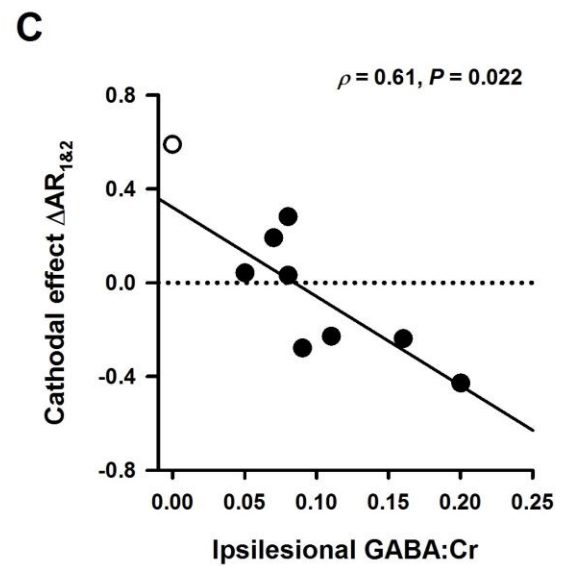 C
ρ = 0.61, P = 0.022
0.8
0.4
0.0
-0.4
-0.8
Cathodal effect ΔAR1&2
0.00 0.05 0.10 0.15 0.20 0.25
Ipsilesional GABA:Cr